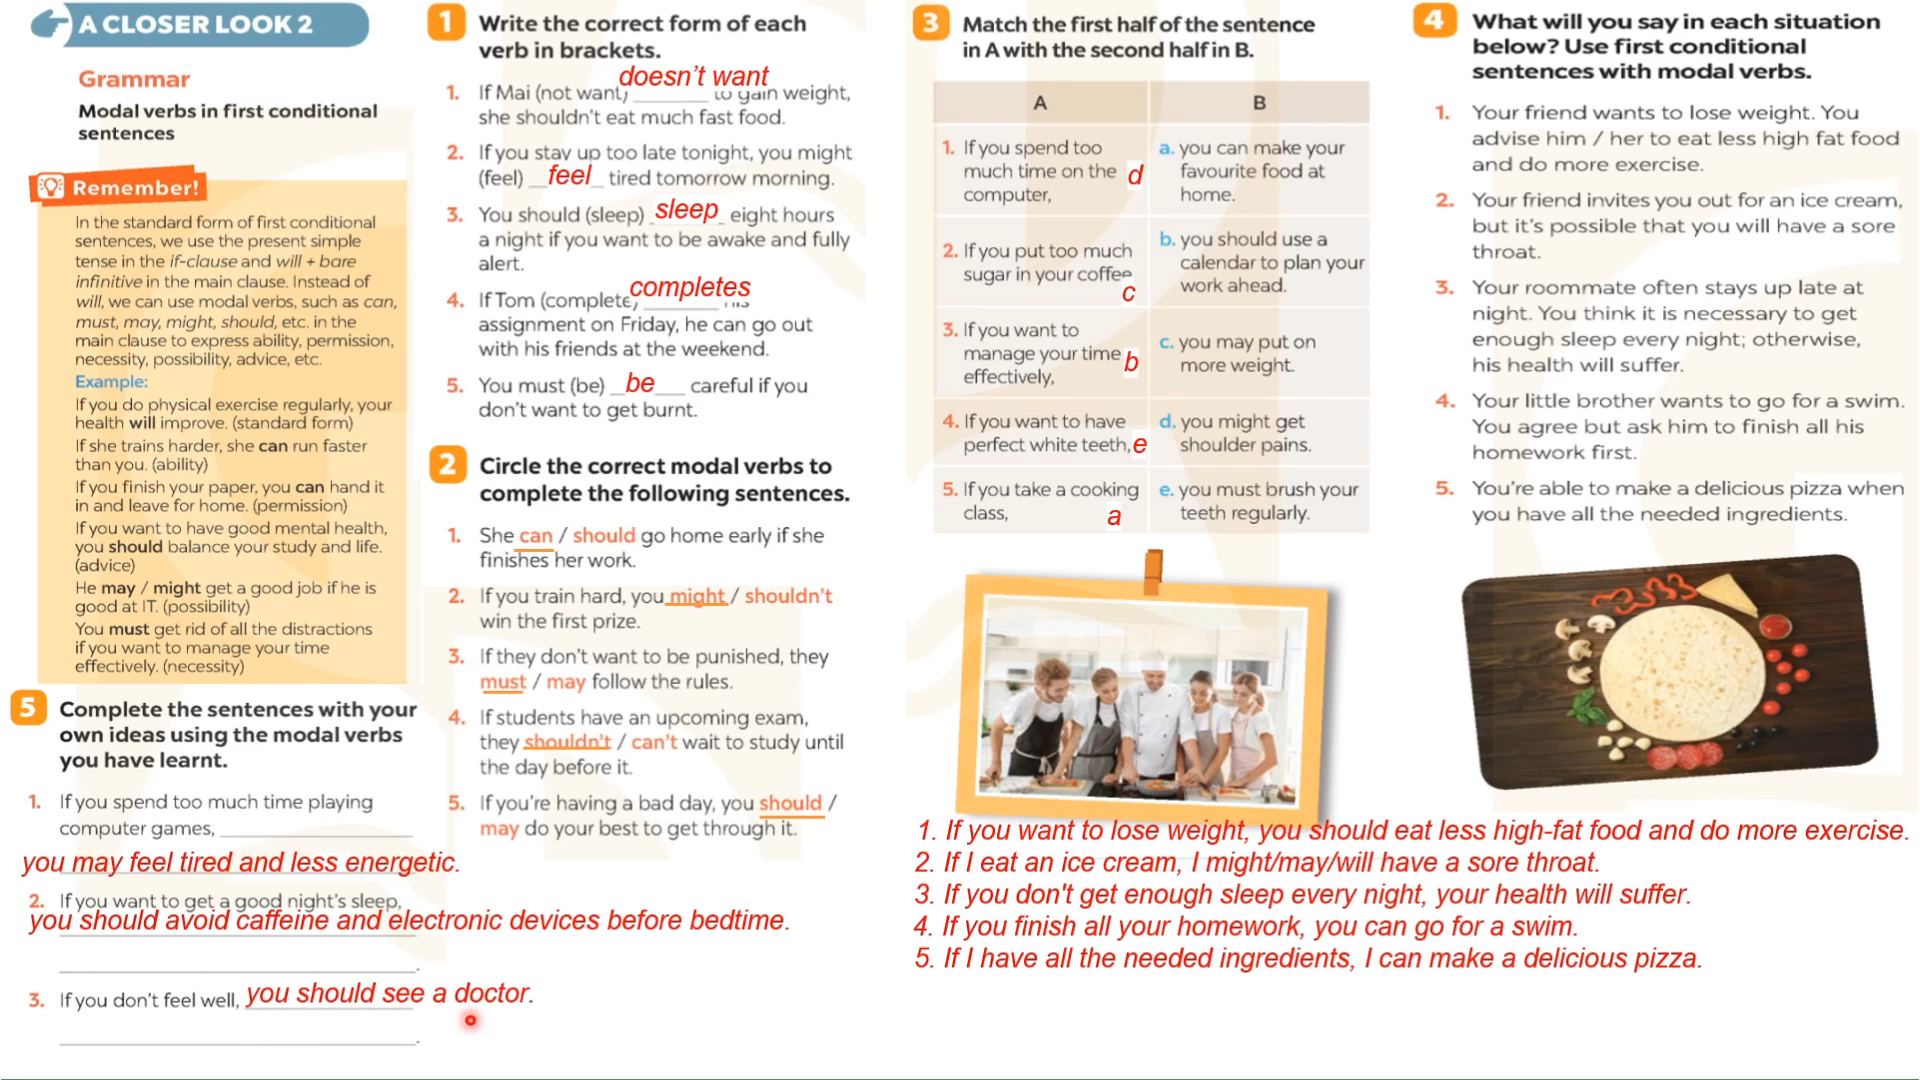 A CLOSER LOOK 2
Grammar
Modal verbs in first conditional
sentences
Remember!
In the standard form of first conditional
sentences, we use the present simple
tense in the if-clause and will + bare
infinitive in the main clause. Instead of
will, we can use modal verbs, such as can,
must, may, might, should, etc. in the
main clause to express ability, permission,
necessity, possibility, advice, etc.
Example:
If you do physical exercise regularly, your
health will improve. (standard form)
If she trains harder, she can run faster
than you. (ability)
If you finish your paper, you can hand it
in and leave for home. (permission)
If you want to have good mental health,
you should balance your study and life.
(advice)
He may / might get a good job if he is
good at IT. (possibility)
You must get rid of all the distractions
if you want to manage your time
effectively. (necessity)
5 Complete the sentences with your
own ideas using the modal verbs
you have learnt.
1. If you spend too much time playing
computer games, ____________
you may feel tired and less energetic.
2. If you want to get a good night's sleep,
you should avoid caffeine and electronic devices before bedtime.
3. If you don't feel well, you should see a doctor.
1 Write the correct form of each
verb in brackets.
doesn't want
1. If Mai (not want) ________ to gain weight,
she shouldn't eat much fast food.
2. If you stay up too late tonight, you might
(feel) feel tired tomorrow morning.
3. You should (sleep) sleep eight hours
a night if you want to be awake and fully
alert.
completes
4. If Tom (complete) ________ his
assignment on Friday, he can go out
with his friends at the weekend.
5. You must (be) be careful if you
don't want to get burnt.
2 Circle the correct modal verbs to
complete the following sentences.
1. She can / should go home early if she
finishes her work.
2. If you train hard, you might / shouldn't
win the first prize.
3. If they don't want to be punished, they
must / may follow the rules.
4. If students have an upcoming exam,
they shouldn't / can't wait to study until
the day before it.
5. If you're having a bad day, you should /
may do your best to get through it.
3 Match the first half of the sentence
in A with the second half in B.
A B
1. If you spend too
much time on the d
computer,
a. you can make your
favourite food at
home.
2. If you put too much
sugar in your coffee
c
b. you should use a
calendar to plan your
work ahead.
3. If you want to
manage your time b
effectively,
c. you may put on
more weight.
4. If you want to have
perfect white teeth, e
d. you might get
shoulder pains.
5. If you take a cooking
class, a
e. you must brush your
teeth regularly.
4 What will you say in each situation
below? Use first conditional
sentences with modal verbs.
1. Your friend wants to lose weight. You
advise him / her to eat less high fat food
and do more exercise.
2. Your friend invites you out for an ice cream,
but it's possible that you will have a sore
throat.
3. Your roommate often stays up late at
night. You think it is necessary to get
enough sleep every night; otherwise,
his health will suffer.
4. Your little brother wants to go for a swim.
You agree but ask him to finish all his
homework first.
5. You're able to make a delicious pizza when
you have all the needed ingredients.
1. If you want to lose weight, you should eat less high-fat food and do more exercise.
2. If I eat an ice cream, I might/may/will have a sore throat.
3. If you don't get enough sleep every night, your health will suffer.
4. If you finish all your homework, you can go for a swim.
5. If I have all the needed ingredients, I can make a delicious pizza.